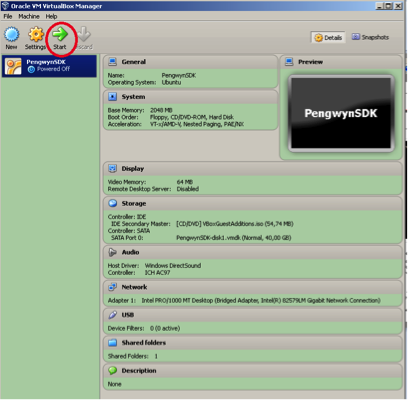 Oracle VM VirtualBox Manager
File Machine Help
New Settings Start Discard
Details Snapshots
PengwynSDK
Powered Off
General
Name: PengwynSDK
Operating System: Ubuntu
Preview
PengwynSDK
System
Base Memory: 2048 MB
Boot Order: Floppy, CD/DVD-ROM, Hard Disk
Acceleration: VT-x/AMD-V, Nested Paging, PAE/NX
Display
Video Memory: 64 MB
Remote Desktop Server: Disabled
Storage
Controller: IDE
IDE Secondary Master: [CD/DVD] VBoxGuestAdditions.iso (54,74 MB)
Controller: SATA
SATA Port 0: PengwynSDK-disk1.vmdk (Normal, 40,00 GB)
Audio
Host Driver: Windows DirectSound
Controller: ICH AC97
Network
Adapter 1: Intel PRO/1000 MT Desktop (Bridged Adapter, Intel(R) 82579LM Gigabit Network Connection)
USB
Device Filters: 0 (0 active)
Shared folders
Shared Folders: 1
Description
None